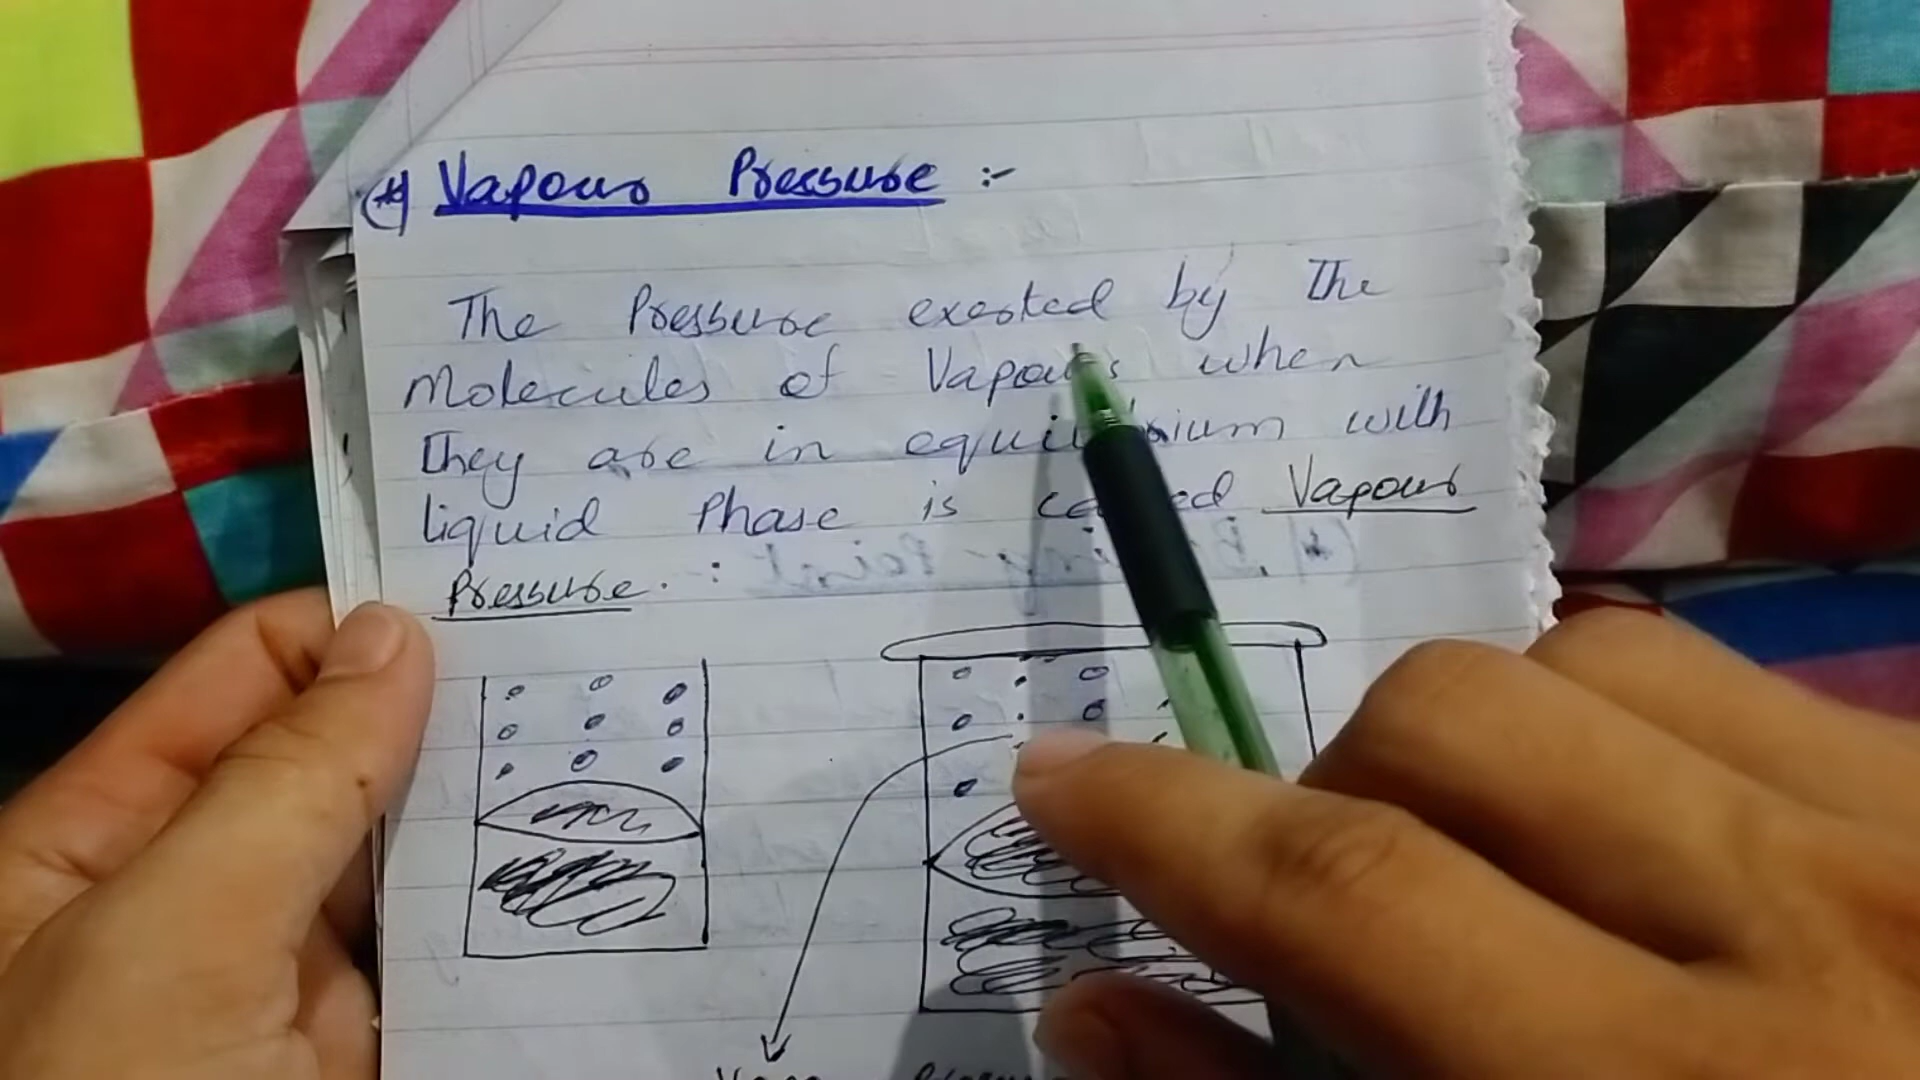 (*) Vapour Pressure :-
The Pressure exerted by the
Molecules of Vapours when
they are in equilibrium with
liquid Phase is called Vapour
Pressure.